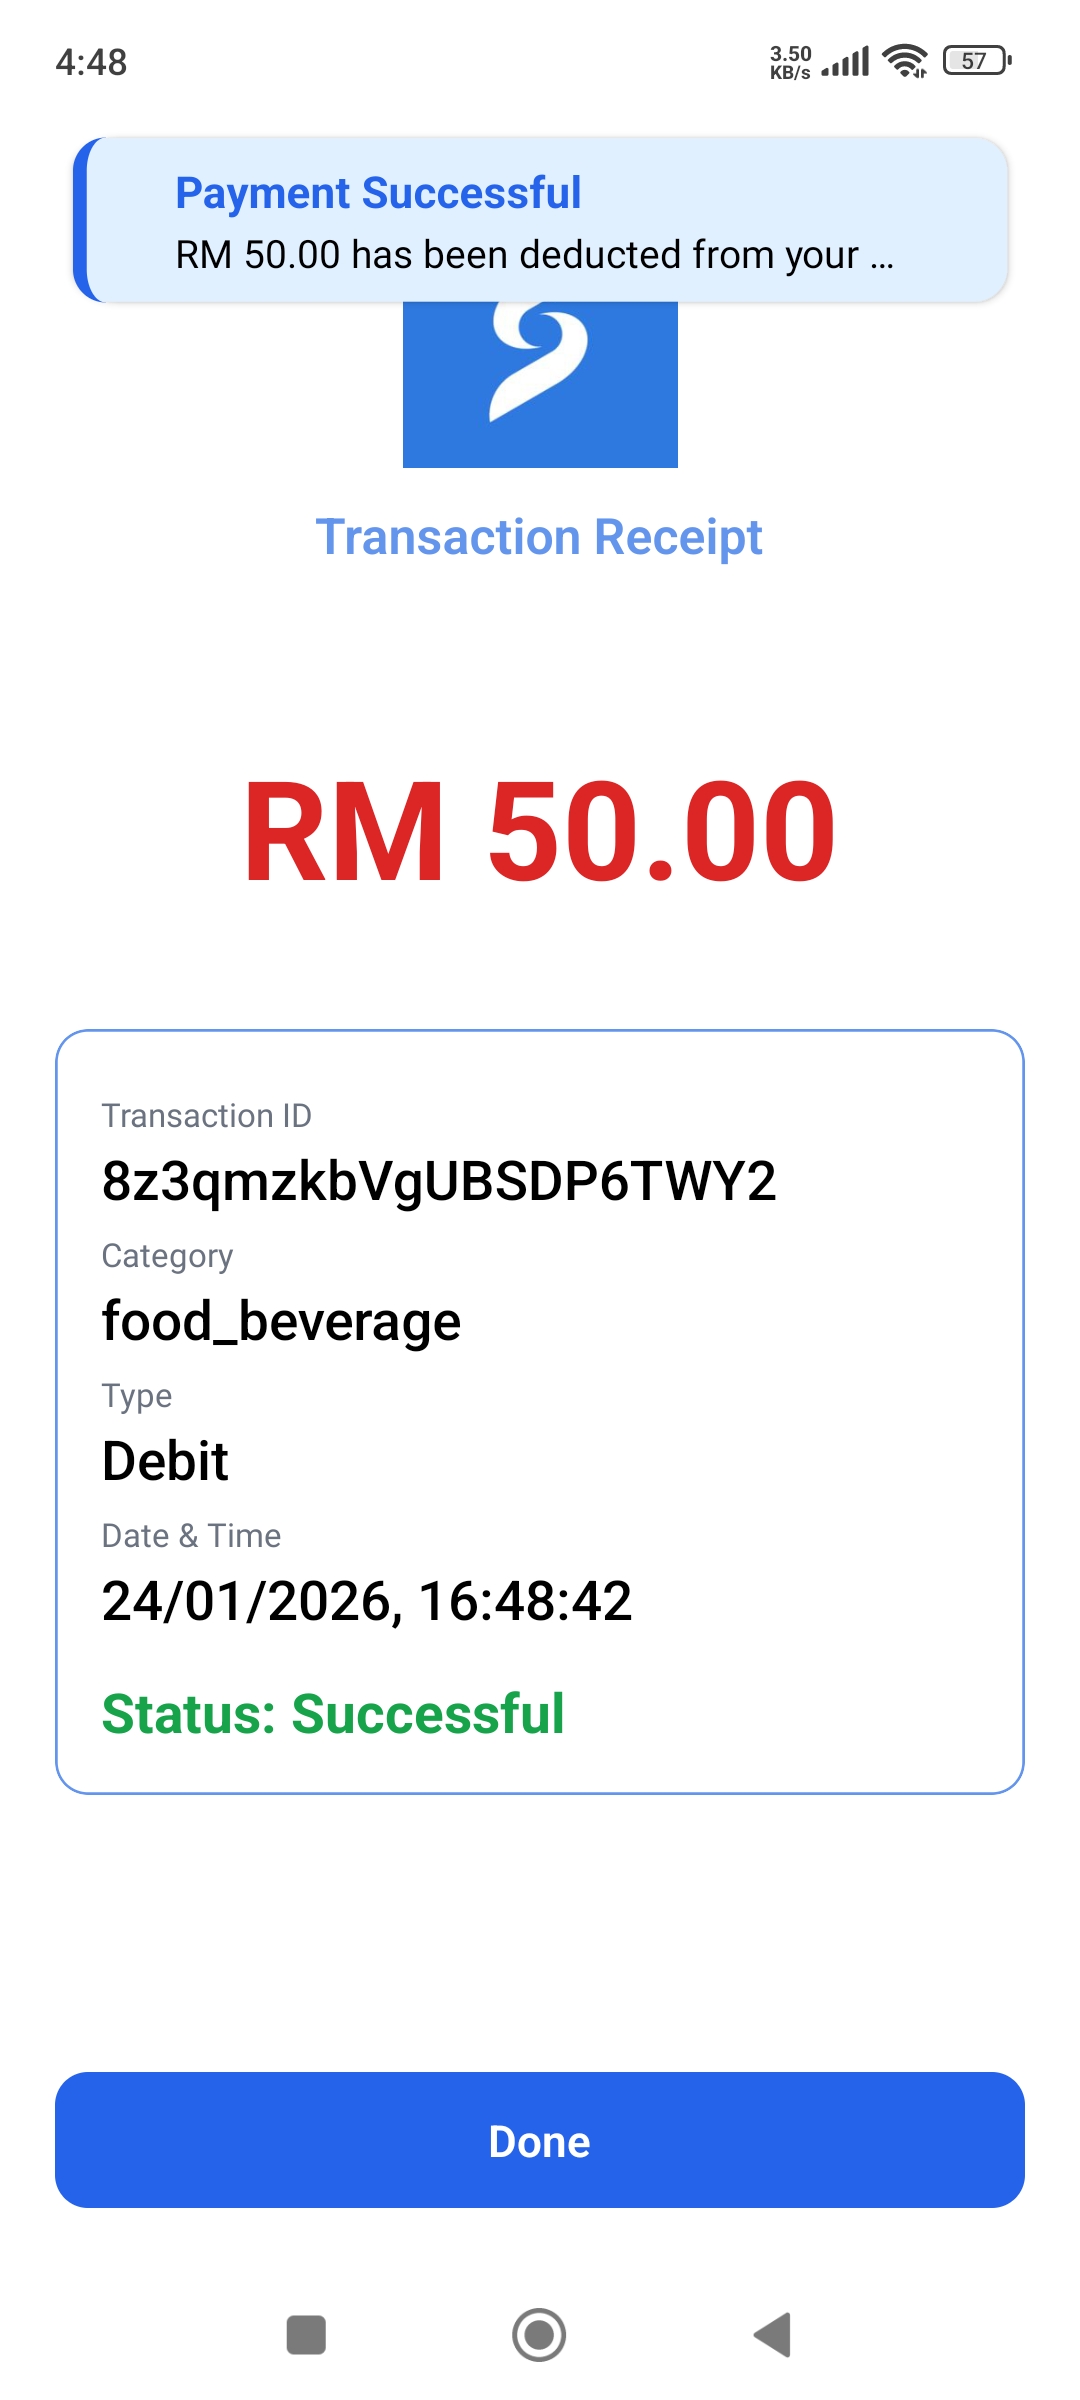 4:48
3.50
KB/s
57
Payment Successful
RM 50.00 has been deducted from your ...
Transaction Receipt
RM 50.00
Transaction ID
8z3qmzkbVgUBSDP6TWY2
Category
food_beverage
Type
Debit
Date & Time
24/01/2026, 16:48:42
Status: Successful
Done